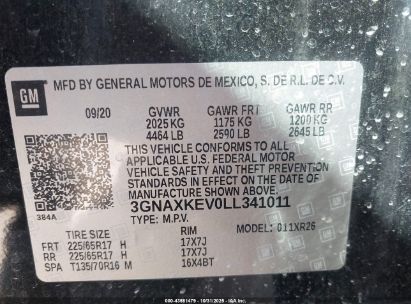 GM
MFD BY GENERAL MOTORS DE MEXICO, S. DE R.L. DE C.V.
09/20 GVWR GAWR FRT GAWR RR
2025 KG 1175 KG 1200 KG
4464 LB 2590 LB 2645 LB
THIS VEHICLE CONFORMS TO ALL
APPLICABLE U.S. FEDERAL MOTOR
VEHICLE SAFETY AND THEFT PREVENTION
STANDARDS IN EFFECT ON THE DATE OF
MANUFACTURE SHOWN ABOVE.
384A
3GNAXKEV0LL341011
TYPE: M.P.V. MODEL: 011XR26
TIRE SIZE RIM
FRT 225/65R17 H 17X7J
RR 225/65R17 H 17X7J
SPA T135/70R16 M 16X4BT